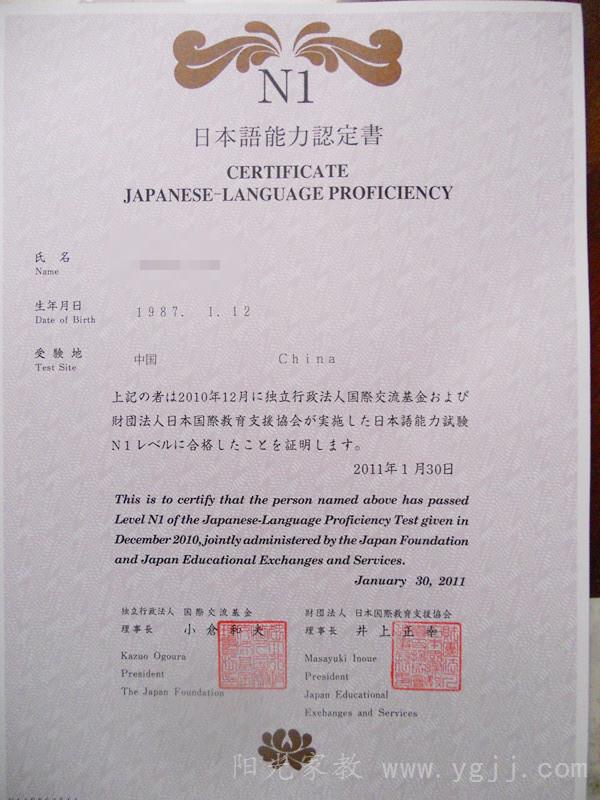 N1
日本語能力認定書
CERTIFICATE
JAPANESE-LANGUAGE PROFICIENCY
氏名
Name
生年月日 1987. 1.12
Date of Birth
受験地 中国 China
Test Site
上記の者は2010年12月に独立行政法人国際交流基金および
財団法人日本国際教育支援協会が実施した日本語能力試験
N1レベルに合格したことを証明します。
2011年1月30日
This is to certify that the person named above has passed
Level N1 of the Japanese-Language Proficiency Test given in
December 2010, jointly administered by the Japan Foundation
and Japan Educational Exchanges and Services.
January 30, 2011
独立行政法人 国際交流基金
理事長 小倉和夫
Kazuo Ogoura
President
The Japan Foundation
財団法人 日本国際教育支援協会
理事長 井上正幸
Masayuki Inoue
President
Japan Educational
Exchanges and Services
阳光家教 www.ygjj.com